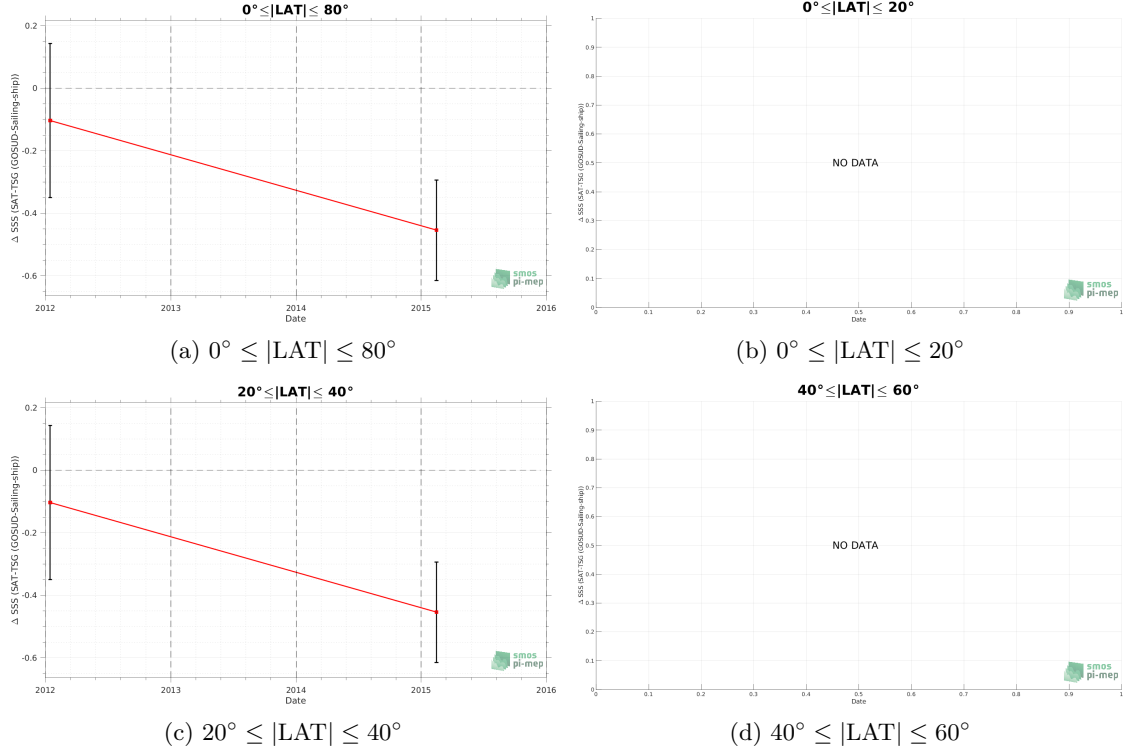 0°≤|LAT|≤ 80°
0.2
0
-0.2
-0.4
-0.6
Δ SSS (SAT-TSG (GOSUD-Sailing-ship))
2012 2013 2014 2015 2016
Date
smos
pi-mep
(a) 0° ≤ |LAT| ≤ 80°
0°≤|LAT|≤ 20°
1
0.9
0.8
0.7
0.6
0.5
0.4
0.3
0.2
0.1
0
Δ SSS (SAT-TSG (GOSUD-Sailing-ship))
NO DATA
0 0.1 0.2 0.3 0.4 0.5 0.6 0.7 0.8 0.9 1
Date
smos
pi-mep
(b) 0° ≤ |LAT| ≤ 20°
20°≤|LAT|≤ 40°
0.2
0
-0.2
-0.4
-0.6
Δ SSS (SAT-TSG (GOSUD-Sailing-ship))
2012 2013 2014 2015 2016
Date
smos
pi-mep
(c) 20° ≤ |LAT| ≤ 40°
40°≤|LAT|≤ 60°
1
0.9
0.8
0.7
0.6
0.5
0.4
0.3
0.2
0.1
0
Δ SSS (SAT-TSG (GOSUD-Sailing-ship))
NO DATA
0 0.1 0.2 0.3 0.4 0.5 0.6 0.7 0.8 0.9 1
Date
smos
pi-mep
(d) 40° ≤ |LAT| ≤ 60°